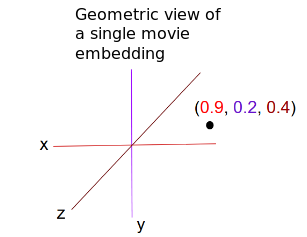 Geometric view of
a single movie
embedding
(0.9, 0.2, 0.4)
x
z
y